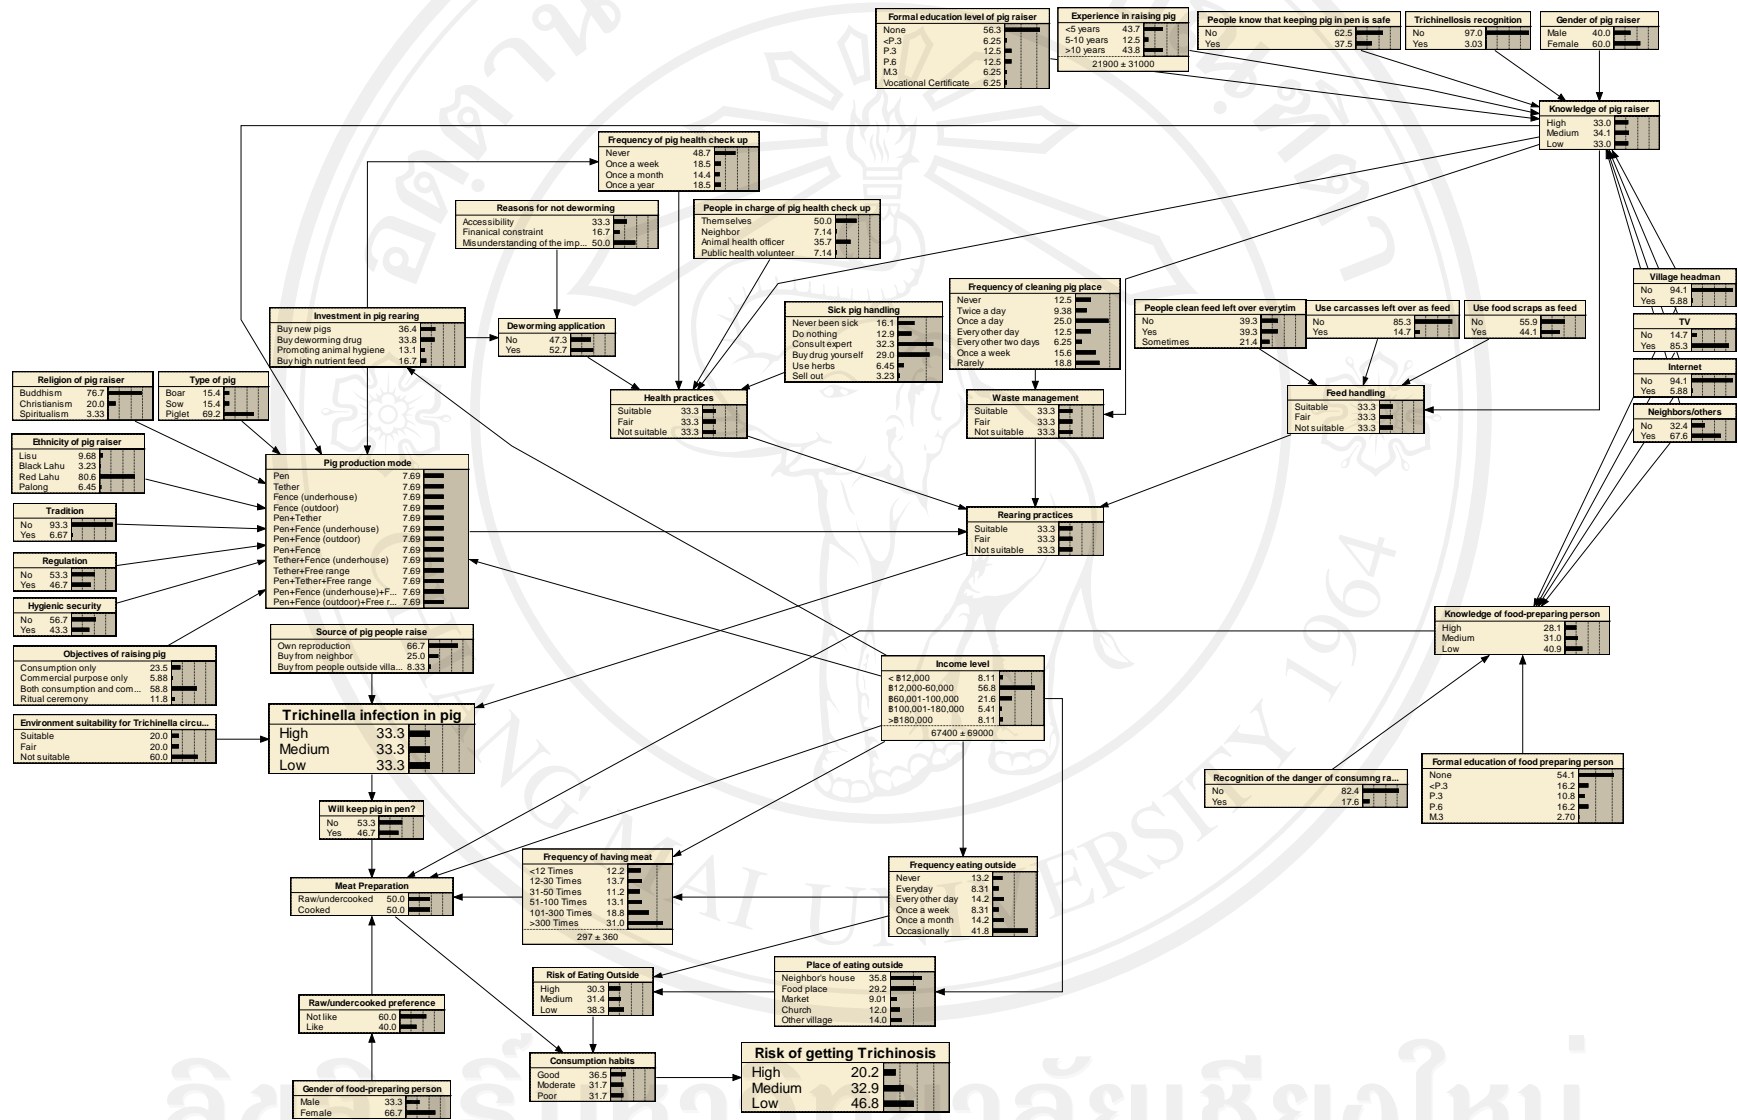 Formal education level of pig raiser
None 56.3
<P.3 6.25
P.3 12.5
P.6 12.5
M.3 6.25
Vocational Certificate 6.25
Experience in raising pig
<5 years 43.7
5-10 years 12.5
>10 years 43.8
21900 ± 31000
People know that keeping pig in pen is safe
No 62.5
Yes 37.5
Trichinellosis recognition
No 97.0
Yes 3.03
Gender of pig raiser
Male 40.0
Female 60.0
Knowledge of pig raiser
High 33.0
Medium 34.1
Low 33.0
Frequency of pig health check up
Never 48.7
Once a week 18.5
Once a month 14.4
Once a year 18.5
Reasons for not deworming
Accessibility 33.3
Finanical constraint 16.7
Misunderstanding of the imp... 50.0
People in charge of pig health check up
Themselves 50.0
Neighbor 7.14
Animal health officer 35.7
Public health volunteer 7.14
Village headman
No 94.1
Yes 5.88
TV
No 14.7
Yes 85.3
Internet
No 94.1
Yes 5.88
Neighbors/others
No 32.4
Yes 67.6
Investment in pig rearing
Buy new pigs 36.4
Buy deworming drug 33.8
Promoting animal hygiene 13.1
Buy high nutrient feed 16.7
Deworming application
No 47.3
Yes 52.7
Sick pig handling
Never been sick 16.1
Do nothing 12.9
Consult expert 32.3
Buy drug yourself 29.0
Use herbs 6.45
Sell out 3.23
Frequency of cleaning pig place
Never 12.5
Twice a day 9.38
Once a day 25.0
Every other day 12.5
Every other two days 6.25
Once a week 15.6
Rarely 18.8
People clean feed left over everytim
No 39.3
Yes 39.3
Sometimes 21.4
Use carcasses left over as feed
No 85.3
Yes 14.7
Use food scraps as feed
No 55.9
Yes 44.1
Religion of pig raiser
Buddhism 76.7
Christianism 20.0
Spiritualism 3.33
Type of pig
Boar 15.4
Sow 15.4
Piglet 69.2
Health practices
Suitable 33.3
Fair 33.3
Not suitable 33.3
Waste management
Suitable 33.3
Fair 33.3
Not suitable 33.3
Feed handling
Suitable 33.3
Fair 33.3
Not suitable 33.3
Ethnicity of pig raiser
Lisu 9.68
Black Lahu 3.23
Red Lahu 80.6
Palong 6.45
Pig production mode
Pen 7.69
Tether 7.69
Fence (underhouse) 7.69
Fence (outdoor) 7.69
Pen+Tether 7.69
Pen+Fence (underhouse) 7.69
Pen+Fence (outdoor) 7.69
Pen+Fence 7.69
Tether+Fence (underhouse) 7.69
Tether+Free range 7.69
Pen+Tether+Free range 7.69
Pen+Fence (underhouse)+F... 7.69
Pen+Fence (outdoor)+Free r... 7.69
Tradition
No 93.3
Yes 6.67
Regulation
No 53.3
Yes 46.7
Hygienic security
No 56.7
Yes 43.3
Rearing practices
Suitable 33.3
Fair 33.3
Not suitable 33.3
Objectives of raising pig
Consumption only 23.5
Commercial purpose only 5.88
Both consumption and com... 58.8
Ritual ceremony 11.8
Source of pig people raise
Own reproduction 66.7
Buy from neighbor 25.0
Buy from people outside villa... 8.33
Knowledge of food-preparing person
High 28.1
Medium 31.0
Low 40.9
Environment suitability for Trichinella circu...
Suitable 20.0
Fair 20.0
Not suitable 60.0
Trichinella infection in pig
High 33.3
Medium 33.3
Low 33.3
Income level
< ฿12,000 8.11
฿12,000-60,000 56.8
฿60,001-100,000 21.6
฿100,001-180,000 5.41
>฿180,000 8.11
67400 ± 69000
Recognition of the danger of consumng ra...
No 82.4
Yes 17.6
Formal education of food preparing person
None 54.1
<P.3 16.2
P.3 10.8
P.6 16.2
M.3 2.70
Will keep pig in pen?
No 53.3
Yes 46.7
Meat Preparation
Raw/undercooked 50.0
Cooked 50.0
Frequency of having meat
<12 Times 12.2
12-30 Times 13.7
31-50 Times 11.2
51-100 Times 13.1
101-300 Times 18.8
>300 Times 31.0
297 ± 360
Frequency eating outside
Never 13.2
Everyday 8.31
Every other day 14.2
Once a week 8.31
Once a month 14.2
Occasionally 41.8
Risk of Eating Outside
High 30.3
Medium 31.4
Low 38.3
Place of eating outside
Neighbor's house 35.8
Food place 29.2
Market 9.01
Church 12.0
Other village 14.0
Raw/undercooked preference
Not like 60.0
Like 40.0
Consumption habits
Good 36.5
Moderate 31.7
Poor 31.7
Risk of getting Trichinosis
High 20.2
Medium 32.9
Low 46.8
Gender of food-preparing person
Male 33.3
Female 66.7
CHIANG MAI UNIVERSITY 1964